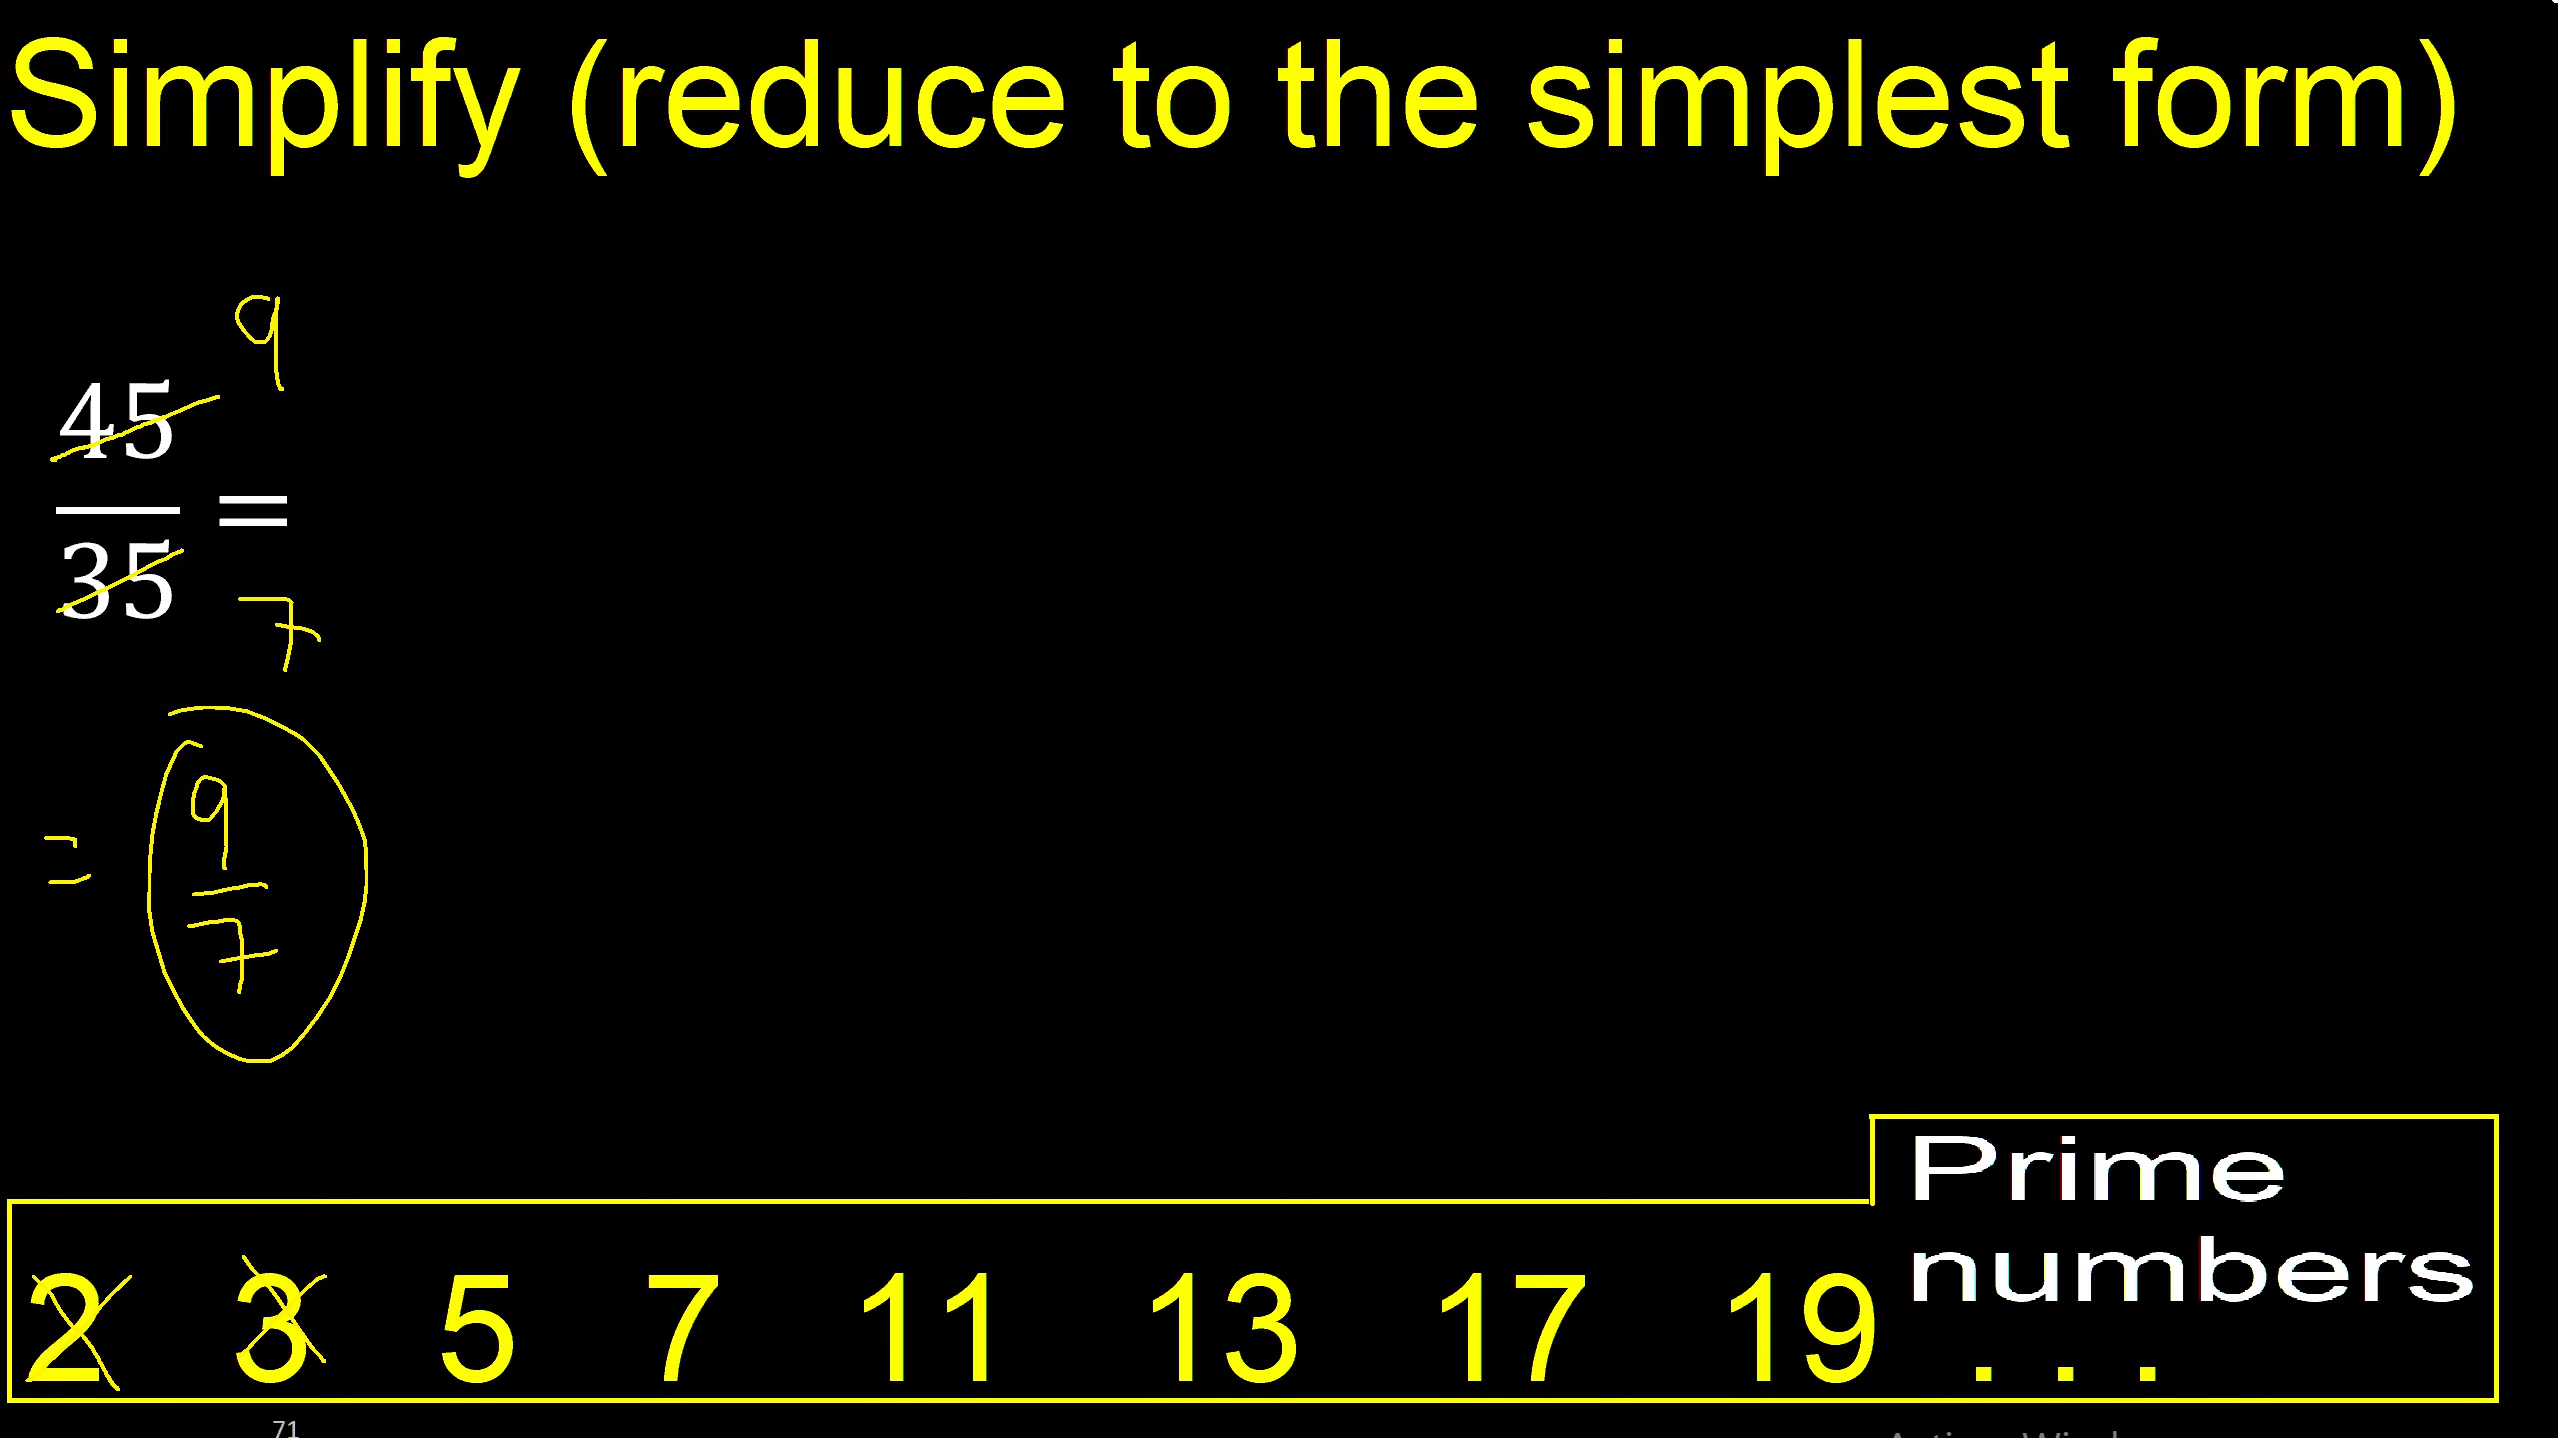 Simplify (reduce to the simplest form)
9
45
35
=
7
=
9
7
Prime
numbers
2 3 5 7 11 13 17 19 . . .
71